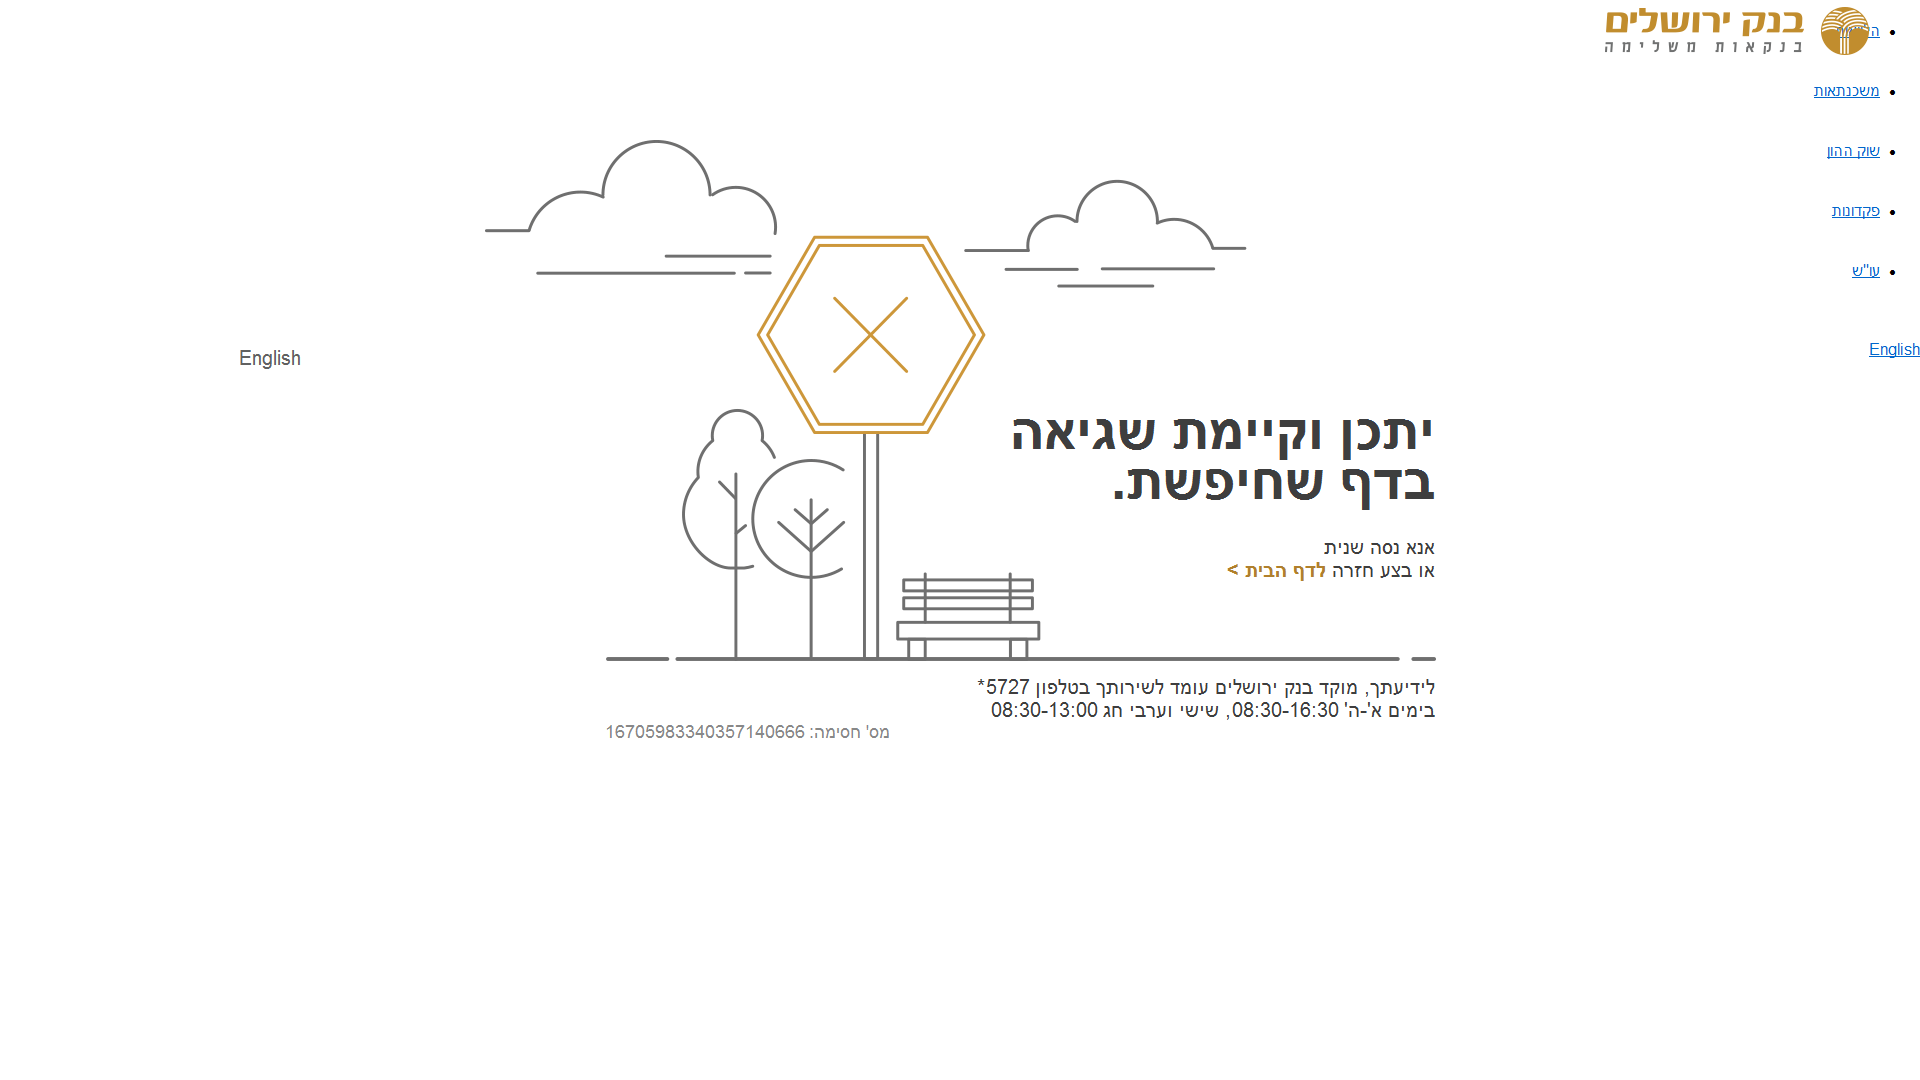 בנק ירושלים
בנקאות משלימה
משכנתאות
שוק ההון
פקדונות
עו"ש
English
English
יתכן וקיימת שגיאה
בדף שחיפשת.
אנא נסה שנית
או בצע חזרה לדף הבית >
לידיעתך, מוקד בנק ירושלים עומד לשירותך בטלפון 5727*
בימים א'-ה' 08:30-16:30, שישי וערבי חג 08:30-13:00
מס' חסימה: 16705983340357140666